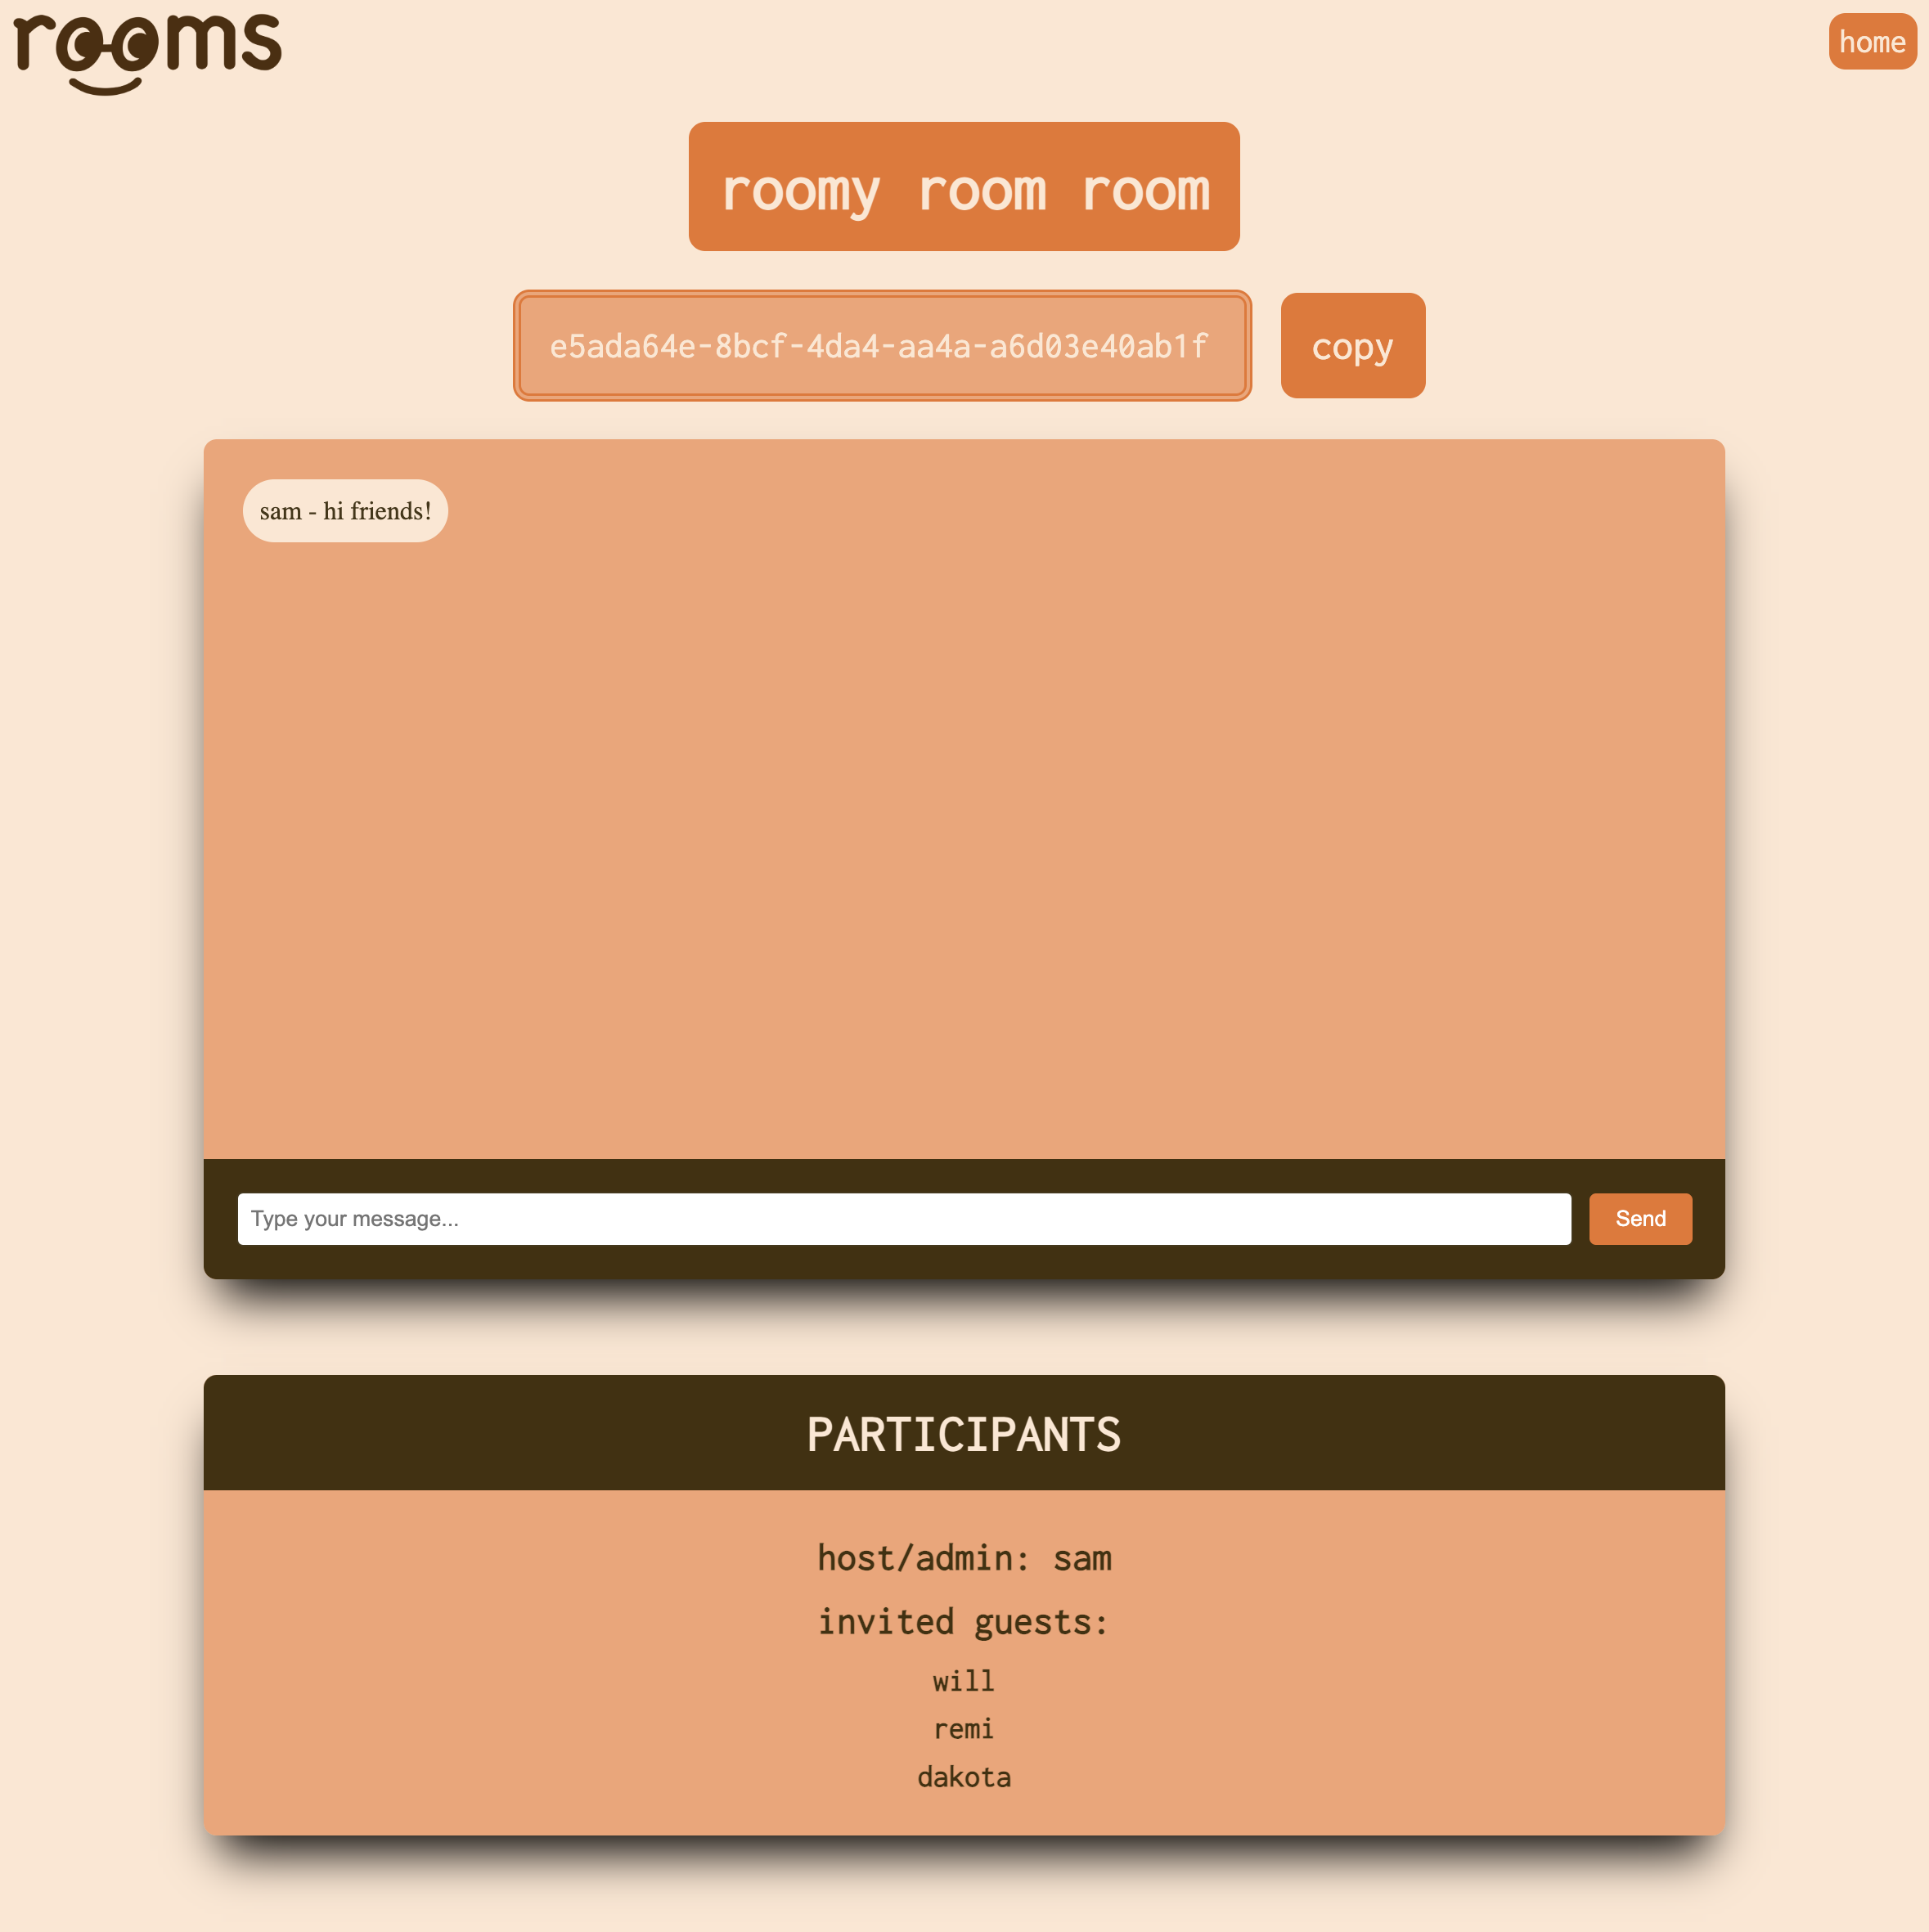 rooms
home
roomy room room
e5ada64e-8bcf-4da4-aa4a-a6d03e40ab1f
copy
sam - hi friends!
Type your message...
Send
PARTICIPANTS
host/admin: sam
invited guests:
will
remi
dakota